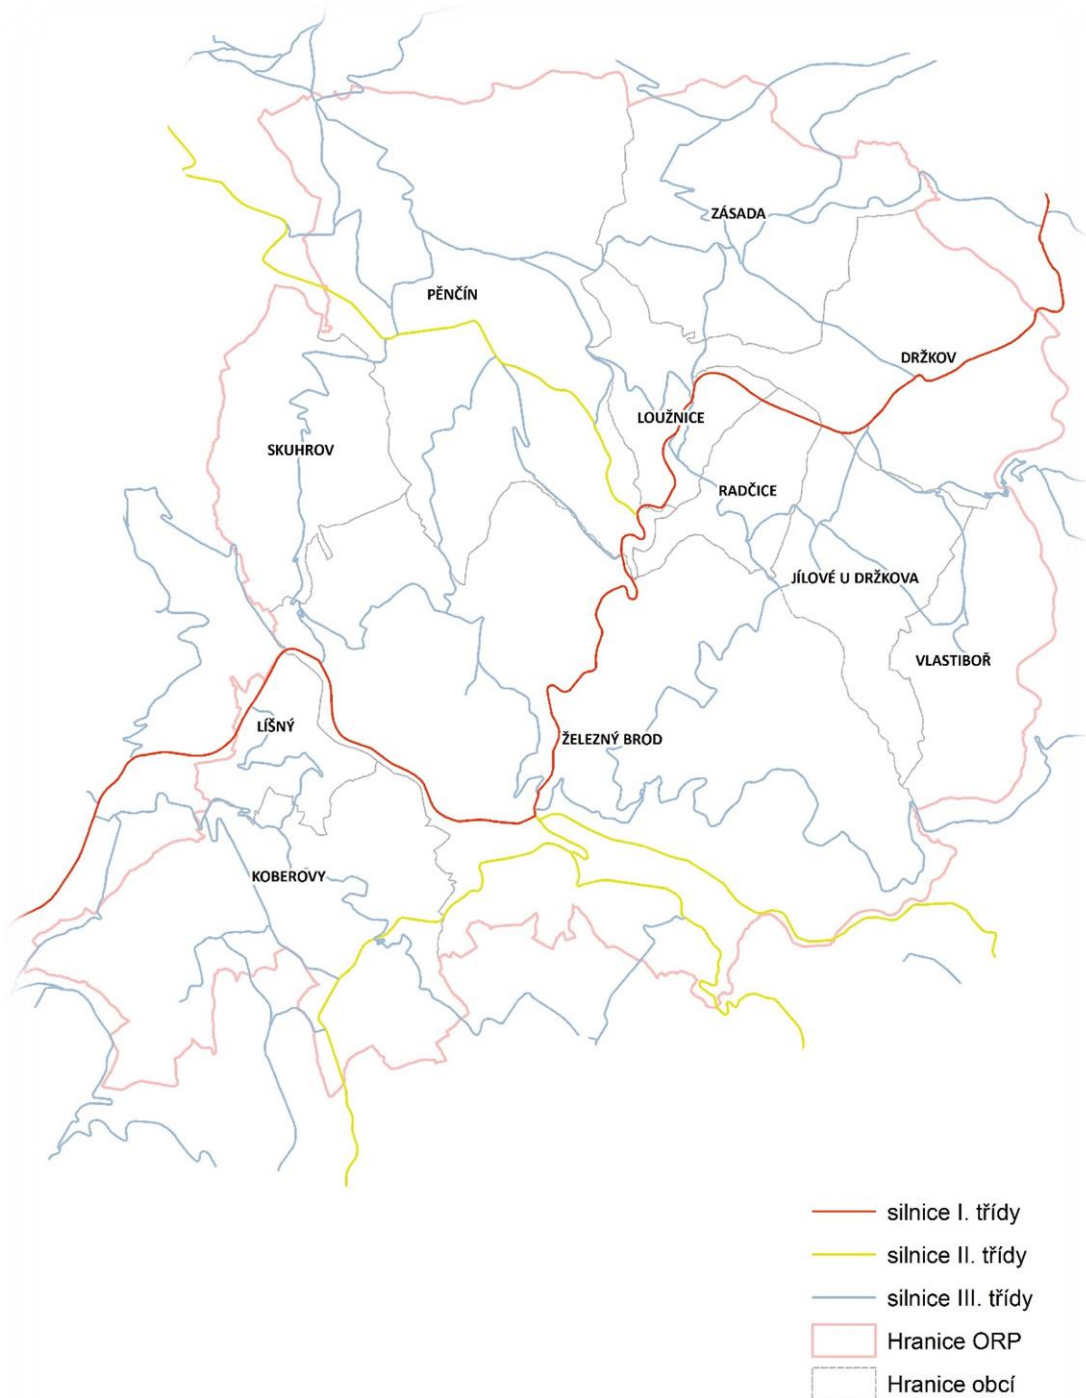 ZÁSADA
PĚNČÍN
DRŽKOV
LOUŽNICE
SKUHROV
RADČICE
JÍLOVÉ U DRŽKOVA
VLASTIBOŘ
LÍŠNÝ
ŽELEZNÝ BROD
KOBEROVY
silnice I. třídy
silnice II. třídy
silnice III. třídy
Hranice ORP
Hranice obcí